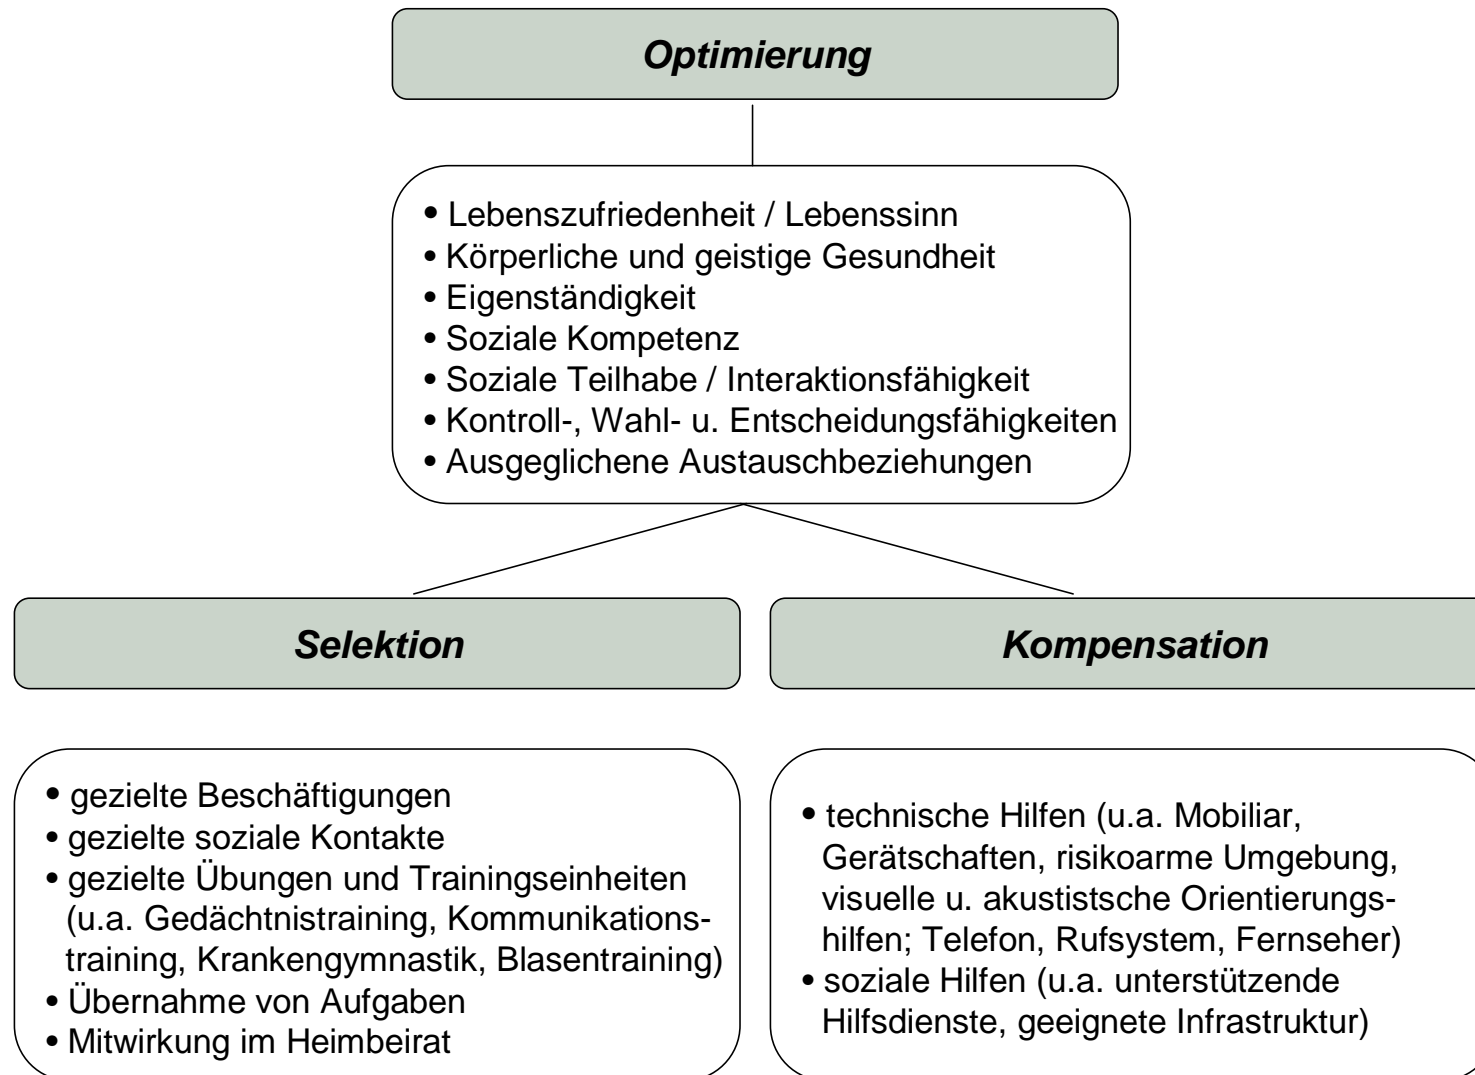 Optimierung
• Lebenszufriedenheit / Lebenssinn
• Körperliche und geistige Gesundheit
• Eigenständigkeit
• Soziale Kompetenz
• Soziale Teilhabe / Interaktionsfähigkeit
• Kontroll-, Wahl- u. Entscheidungsfähigkeiten
• Ausgeglichene Austauschbeziehungen
Selektion
• gezielte Beschäftigungen
• gezielte soziale Kontakte
• gezielte Übungen und Trainingseinheiten
(u.a. Gedächtnistraining, Kommunikations-
training, Krankengymnastik, Blasentraining)
• Übernahme von Aufgaben
• Mitwirkung im Heimbeirat
Kompensation
• technische Hilfen (u.a. Mobiliar,
Gerätschaften, risikoarme Umgebung,
visuelle u. akustistsche Orientierungs-
hilfen; Telefon, Rufsystem, Fernseher)
• soziale Hilfen (u.a. unterstützende
Hilfsdienste, geeignete Infrastruktur)